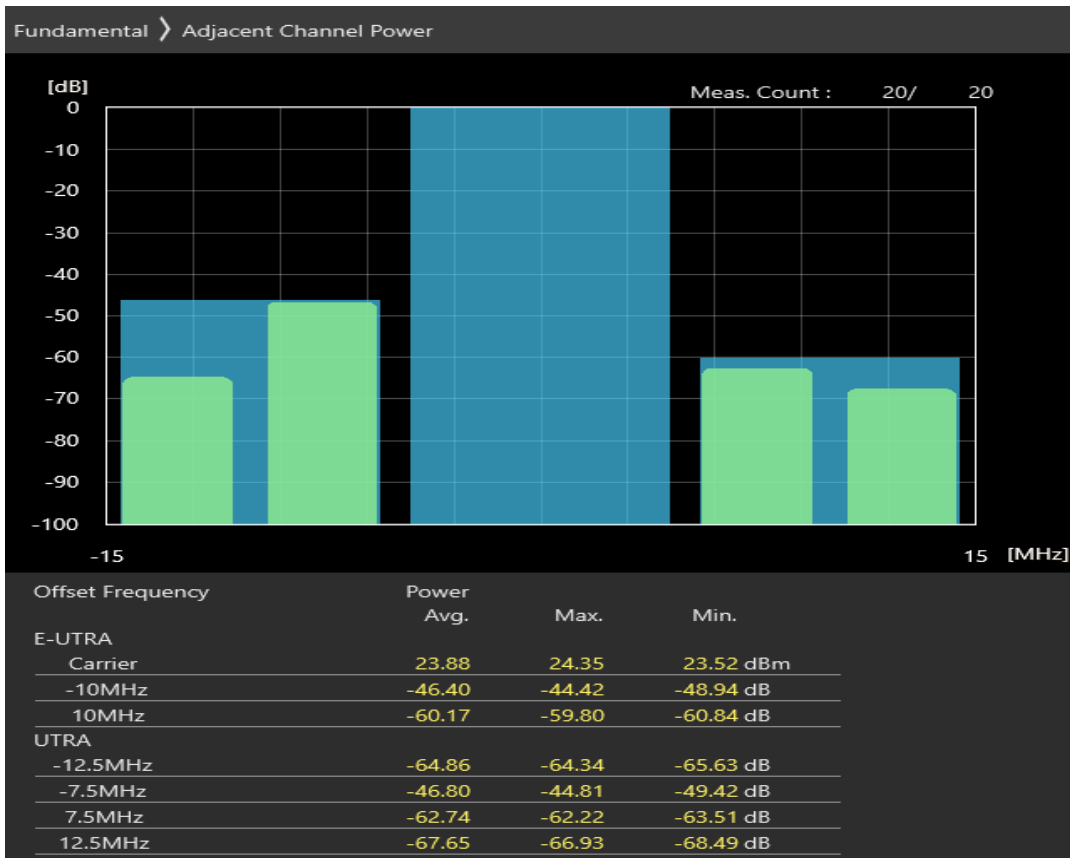 Fundamental 〉 Adjacent Channel Power
[dB]
Meas. Count : 20/ 20
0
-10
-20
-30
-40
-50
-60
-70
-80
-90
-100
-15 15 [MHz]
Offset Frequency Power
Avg. Max. Min.
E-UTRA
Carrier 23.88 24.35 23.52 dBm
-10MHz -46.40 -44.42 -48.94 dB
10MHz -60.17 -59.80 -60.84 dB
UTRA
-12.5MHz -64.86 -64.34 -65.63 dB
-7.5MHz -46.80 -44.81 -49.42 dB
7.5MHz -62.74 -62.22 -63.51 dB
12.5MHz -67.65 -66.93 -68.49 dB